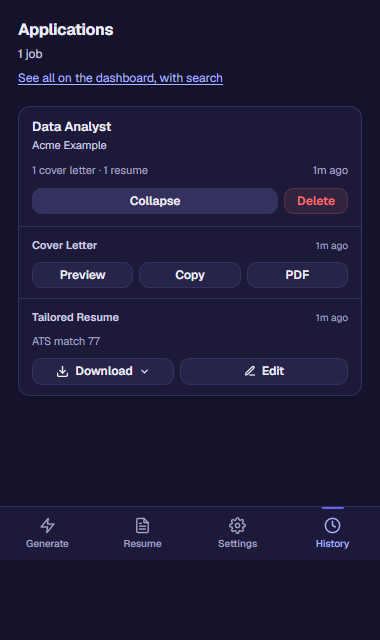 Applications
1 job
See all on the dashboard, with search
Data Analyst
Acme Example
1 cover letter · 1 resume 1m ago
Collapse Delete
Cover Letter 1m ago
Preview Copy PDF
Tailored Resume 1m ago
ATS match 77
Download Edit
Generate Resume Settings History